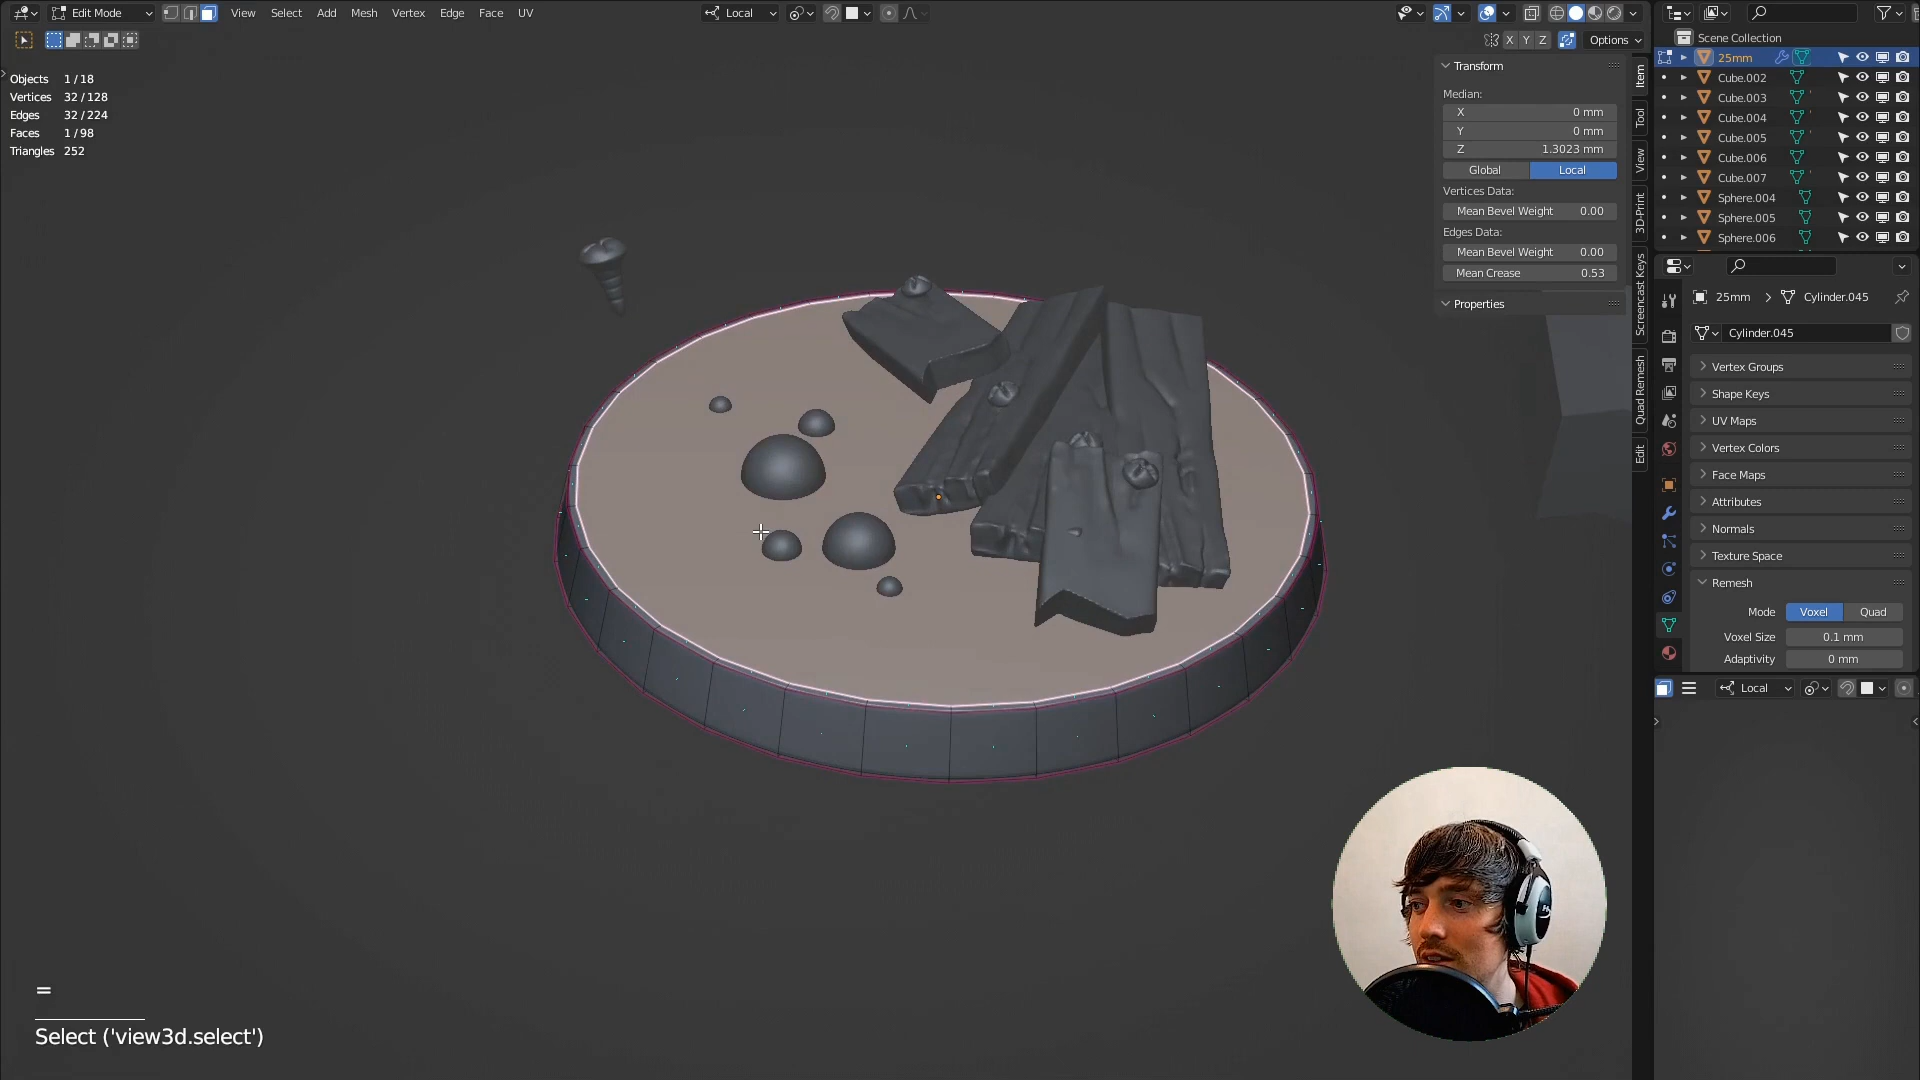 Edit Mode
View Select Add Mesh Vertex Edge Face UV
Local
X Y Z Options
Objects 1 / 18
Vertices 32 / 128
Edges 32 / 224
Faces 1 / 98
Triangles 252
Transform
Median:
X 0 mm
Y 0 mm
Z 1.3023 mm
Global Local
Vertices Data:
Mean Bevel Weight 0.00
Edges Data:
Mean Bevel Weight 0.00
Mean Crease 0.53
Properties
Item
Tool
View
3D-Print
Screencast Keys
Quad Remesh
Edit
Scene Collection
25mm
Cube.002
Cube.003
Cube.004
Cube.005
Cube.006
Cube.007
Sphere.004
Sphere.005
Sphere.006
25mm > Cylinder.045
Cylinder.045
Vertex Groups
Shape Keys
UV Maps
Vertex Colors
Face Maps
Attributes
Normals
Texture Space
Remesh
Mode Voxel Quad
Voxel Size 0.1 mm
Adaptivity 0 mm
Local
=
Select ('view3d.select')